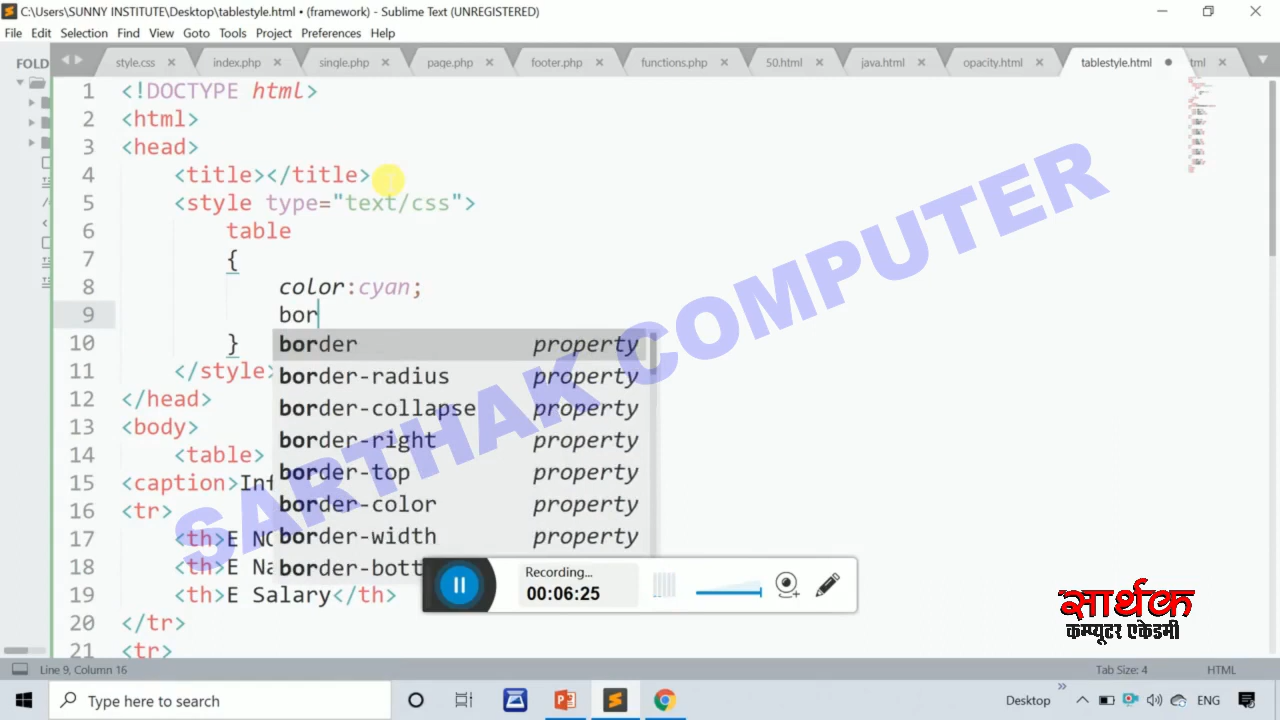 C:\Users\SUNNY INSTITUTE\Desktop\tablestyle.html • (framework) - Sublime Text (UNREGISTERED)
File Edit Selection Find View Goto Tools Project Preferences Help
FOLD
style.css index.php single.php page.php footer.php functions.php 50.html java.html opacity.html tablestyle.html tml
1 <!DOCTYPE html>
2 <html>
3 <head>
4 <title></title>
5 <style type="text/css">
6 table
7 {
8 color:cyan;
9 bor
10 }
11 </style>
12 </head>
13 <body>
14 <table>
15 <caption>Inf
16 <tr>
17 <th>E NO
18 <th>E Na
19 <th>E Salary</th>
20 </tr>
21 <tr>
border property
border-radius property
border-collapse property
border-right property
border-top property
border-color property
border-width property
border-bott
SARTHAK COMPUTER
Recording...
00:06:25
सार्थक
कम्प्यूटर एकेडमी
Line 9, Column 16 Tab Size: 4 HTML
Type here to search Desktop ENG